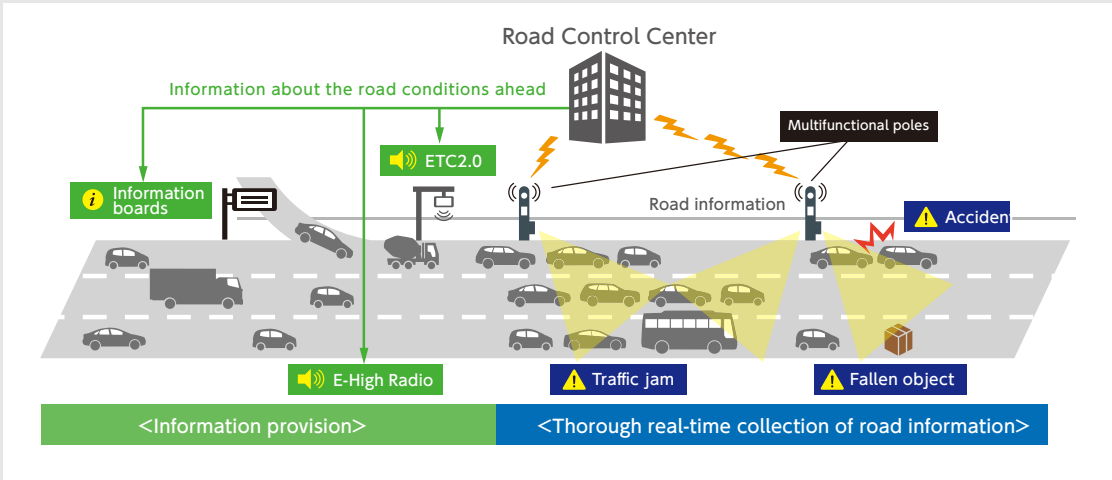 Road Control Center
Information about the road conditions ahead
Multifunctional poles
ETC2.0
Information
boards
Road information
Acciden
E-High Radio
Traffic jam
Fallen object
<Information provision>
<Thorough real-time collection of road information>